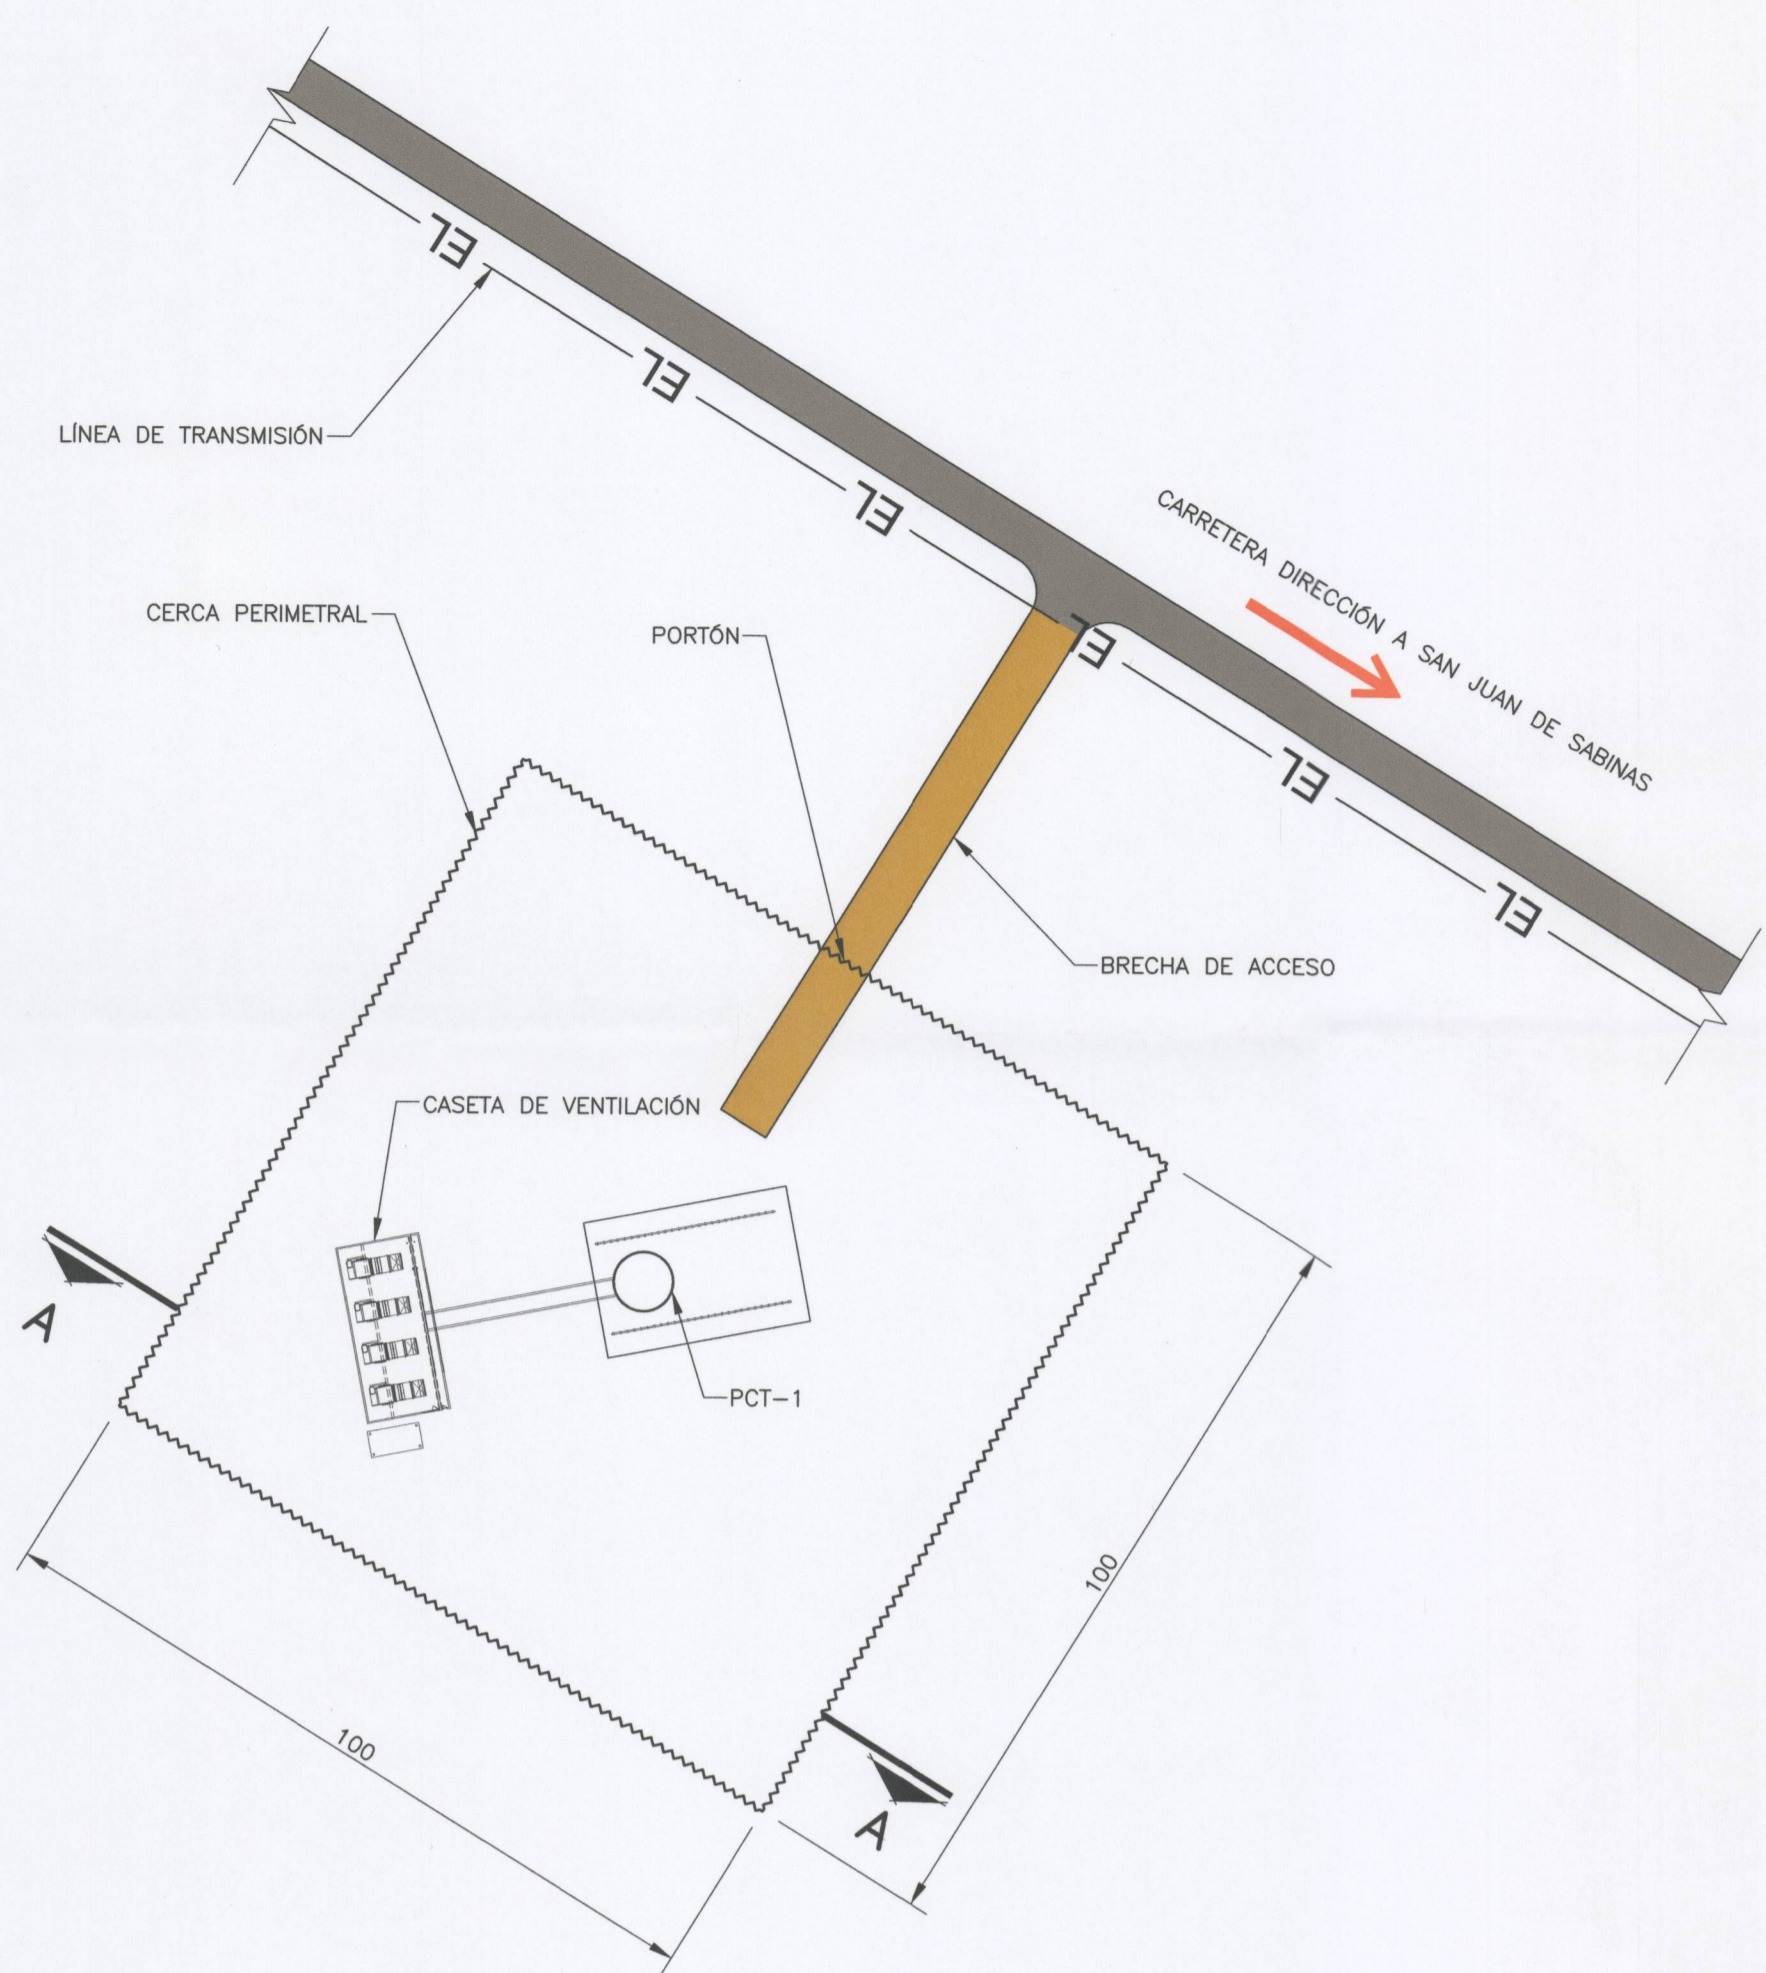 EL
EL
LÍNEA DE TRANSMISIÓN
EL
CARRETERA DIRECCIÓN A SAN JUAN DE SABINAS
CERCA PERIMETRAL
PORTÓN
EL
EL
EL
BRECHA DE ACCESO
CASETA DE VENTILACIÓN
A
PCT-1
100
100
A